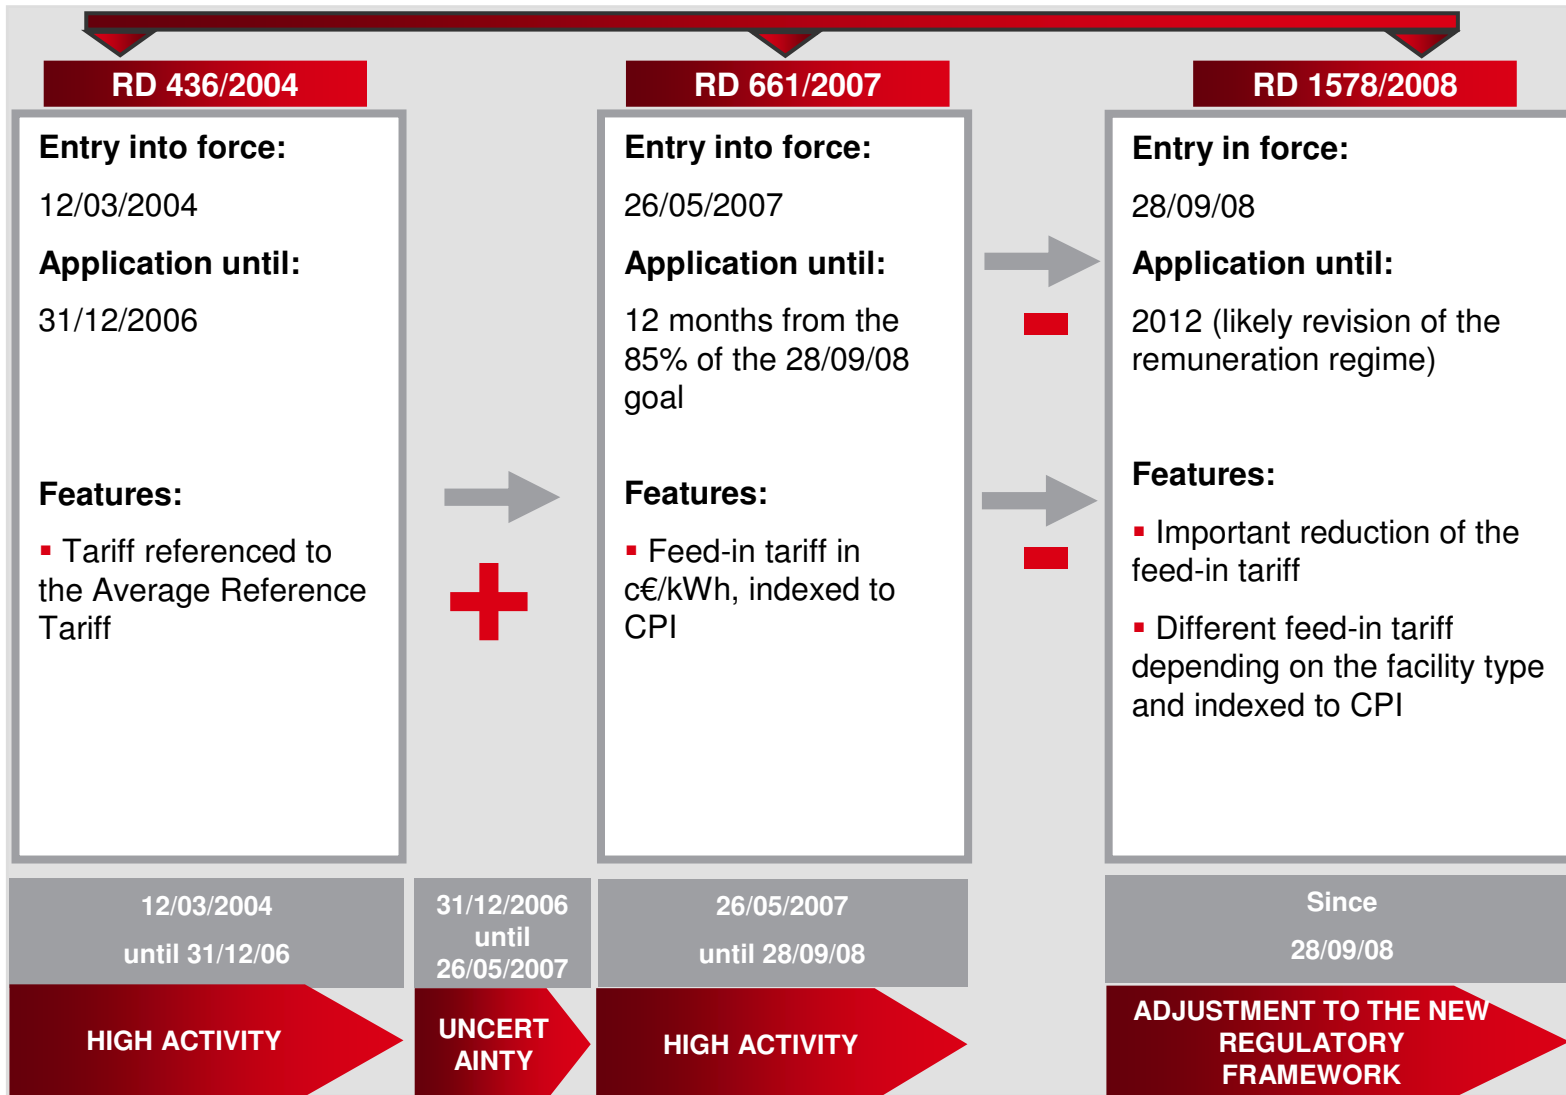 RD 436/2004
Entry into force:
12/03/2004
Application until:
31/12/2006
Features:
▪ Tariff referenced to
the Average Reference
Tariff
RD 661/2007
Entry into force:
26/05/2007
Application until:
12 months from the
85% of the 28/09/08
goal
Features:
▪ Feed-in tariff in
c€/kWh, indexed to
CPI
RD 1578/2008
Entry in force:
28/09/08
Application until:
2012 (likely revision of the
remuneration regime)
Features:
▪ Important reduction of the
feed-in tariff
▪ Different feed-in tariff
depending on the facility type
and indexed to CPI
12/03/2004
until 31/12/06
HIGH ACTIVITY
31/12/2006
until
26/05/2007
UNCERT
AINTY
26/05/2007
until 28/09/08
HIGH ACTIVITY
Since
28/09/08
ADJUSTMENT TO THE NEW
REGULATORY
FRAMEWORK